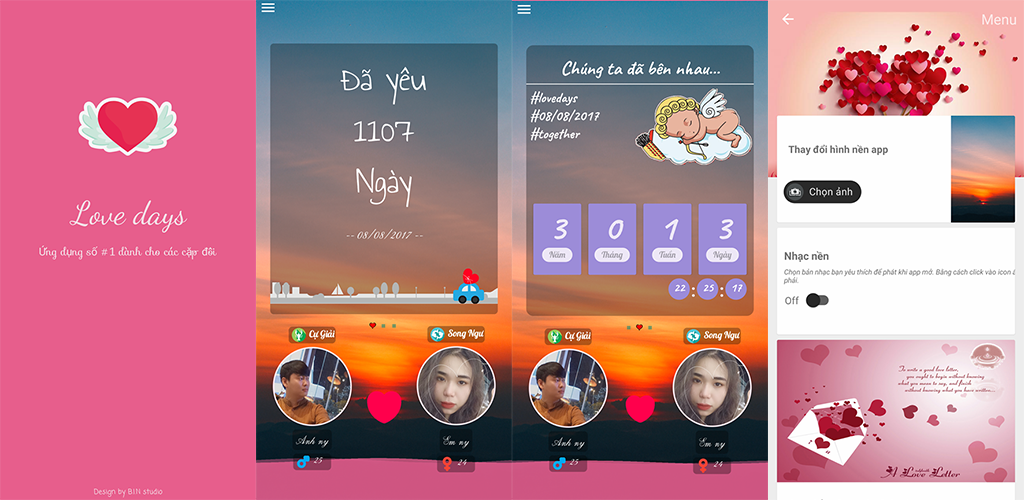 Love days
Ứng dụng số #1 dành cho các cặp đôi
Design by BIN studio
Đã yêu
1107
Ngày
-- 08/08/2017 --
Cự Giải
Song Ngư
Anh ny
Em ny
25
24
Chúng ta đã bên nhau...
#lovedays
#08/08/2017
#together
3 0 1 3
Năm Tháng Tuần Ngày
22 : 25 : 17
Cự Giải
Song Ngư
Anh ny
Em ny
25
24
Menu
Thay đổi hình nền app
Chọn ảnh
Nhạc nền
Chọn bản nhạc bạn yêu thích để phát khi app mở. Bằng cách click vào icon
phải.
Off
To write a good love letter,
you ought to begin without knowing
what you mean to say, and finish
without knowing what you have written...
A Love Letter